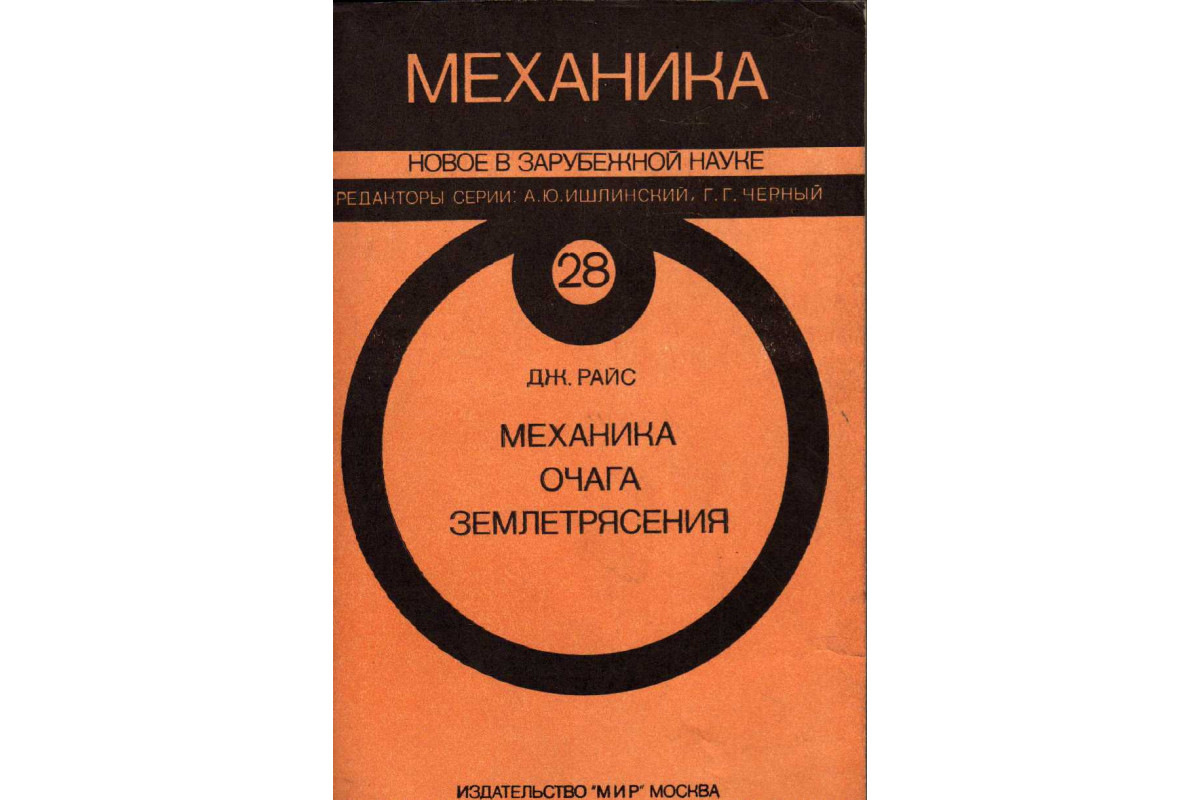 МЕХАНИКА
НОВОЕ В ЗАРУБЕЖНОЙ НАУКЕ
РЕДАКТОРЫ СЕРИИ: А.Ю.ИШЛИНСКИЙ, Г.Г.ЧЕРНЫЙ
28
ДЖ. РАЙС
МЕХАНИКА
ОЧАГА
ЗЕМЛЕТРЯСЕНИЯ
ИЗДАТЕЛЬСТВО "МИР" МОСКВА